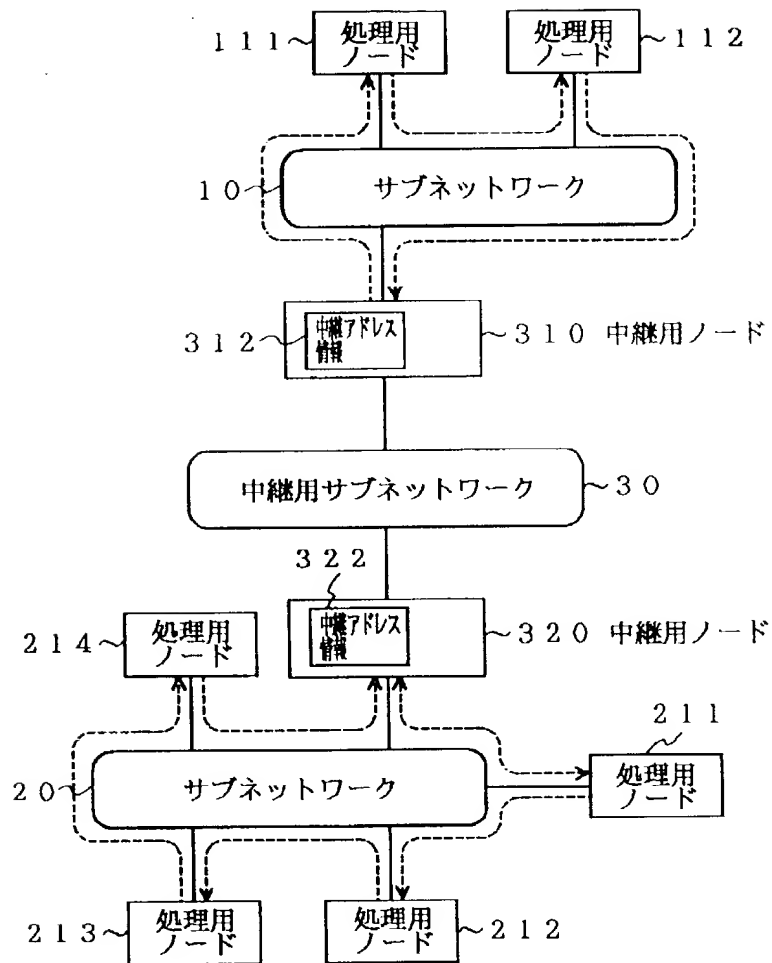 111
処理用
ノード
処理用
ノード
112
10
サブネットワーク
312
中継アドレス
情報
310 中継用ノード
中継用サブネットワーク
30
322
中継アドレス
情報
320 中継用ノード
214
処理用
ノード
211
処理用
ノード
20
サブネットワーク
213
処理用
ノード
処理用
ノード
212